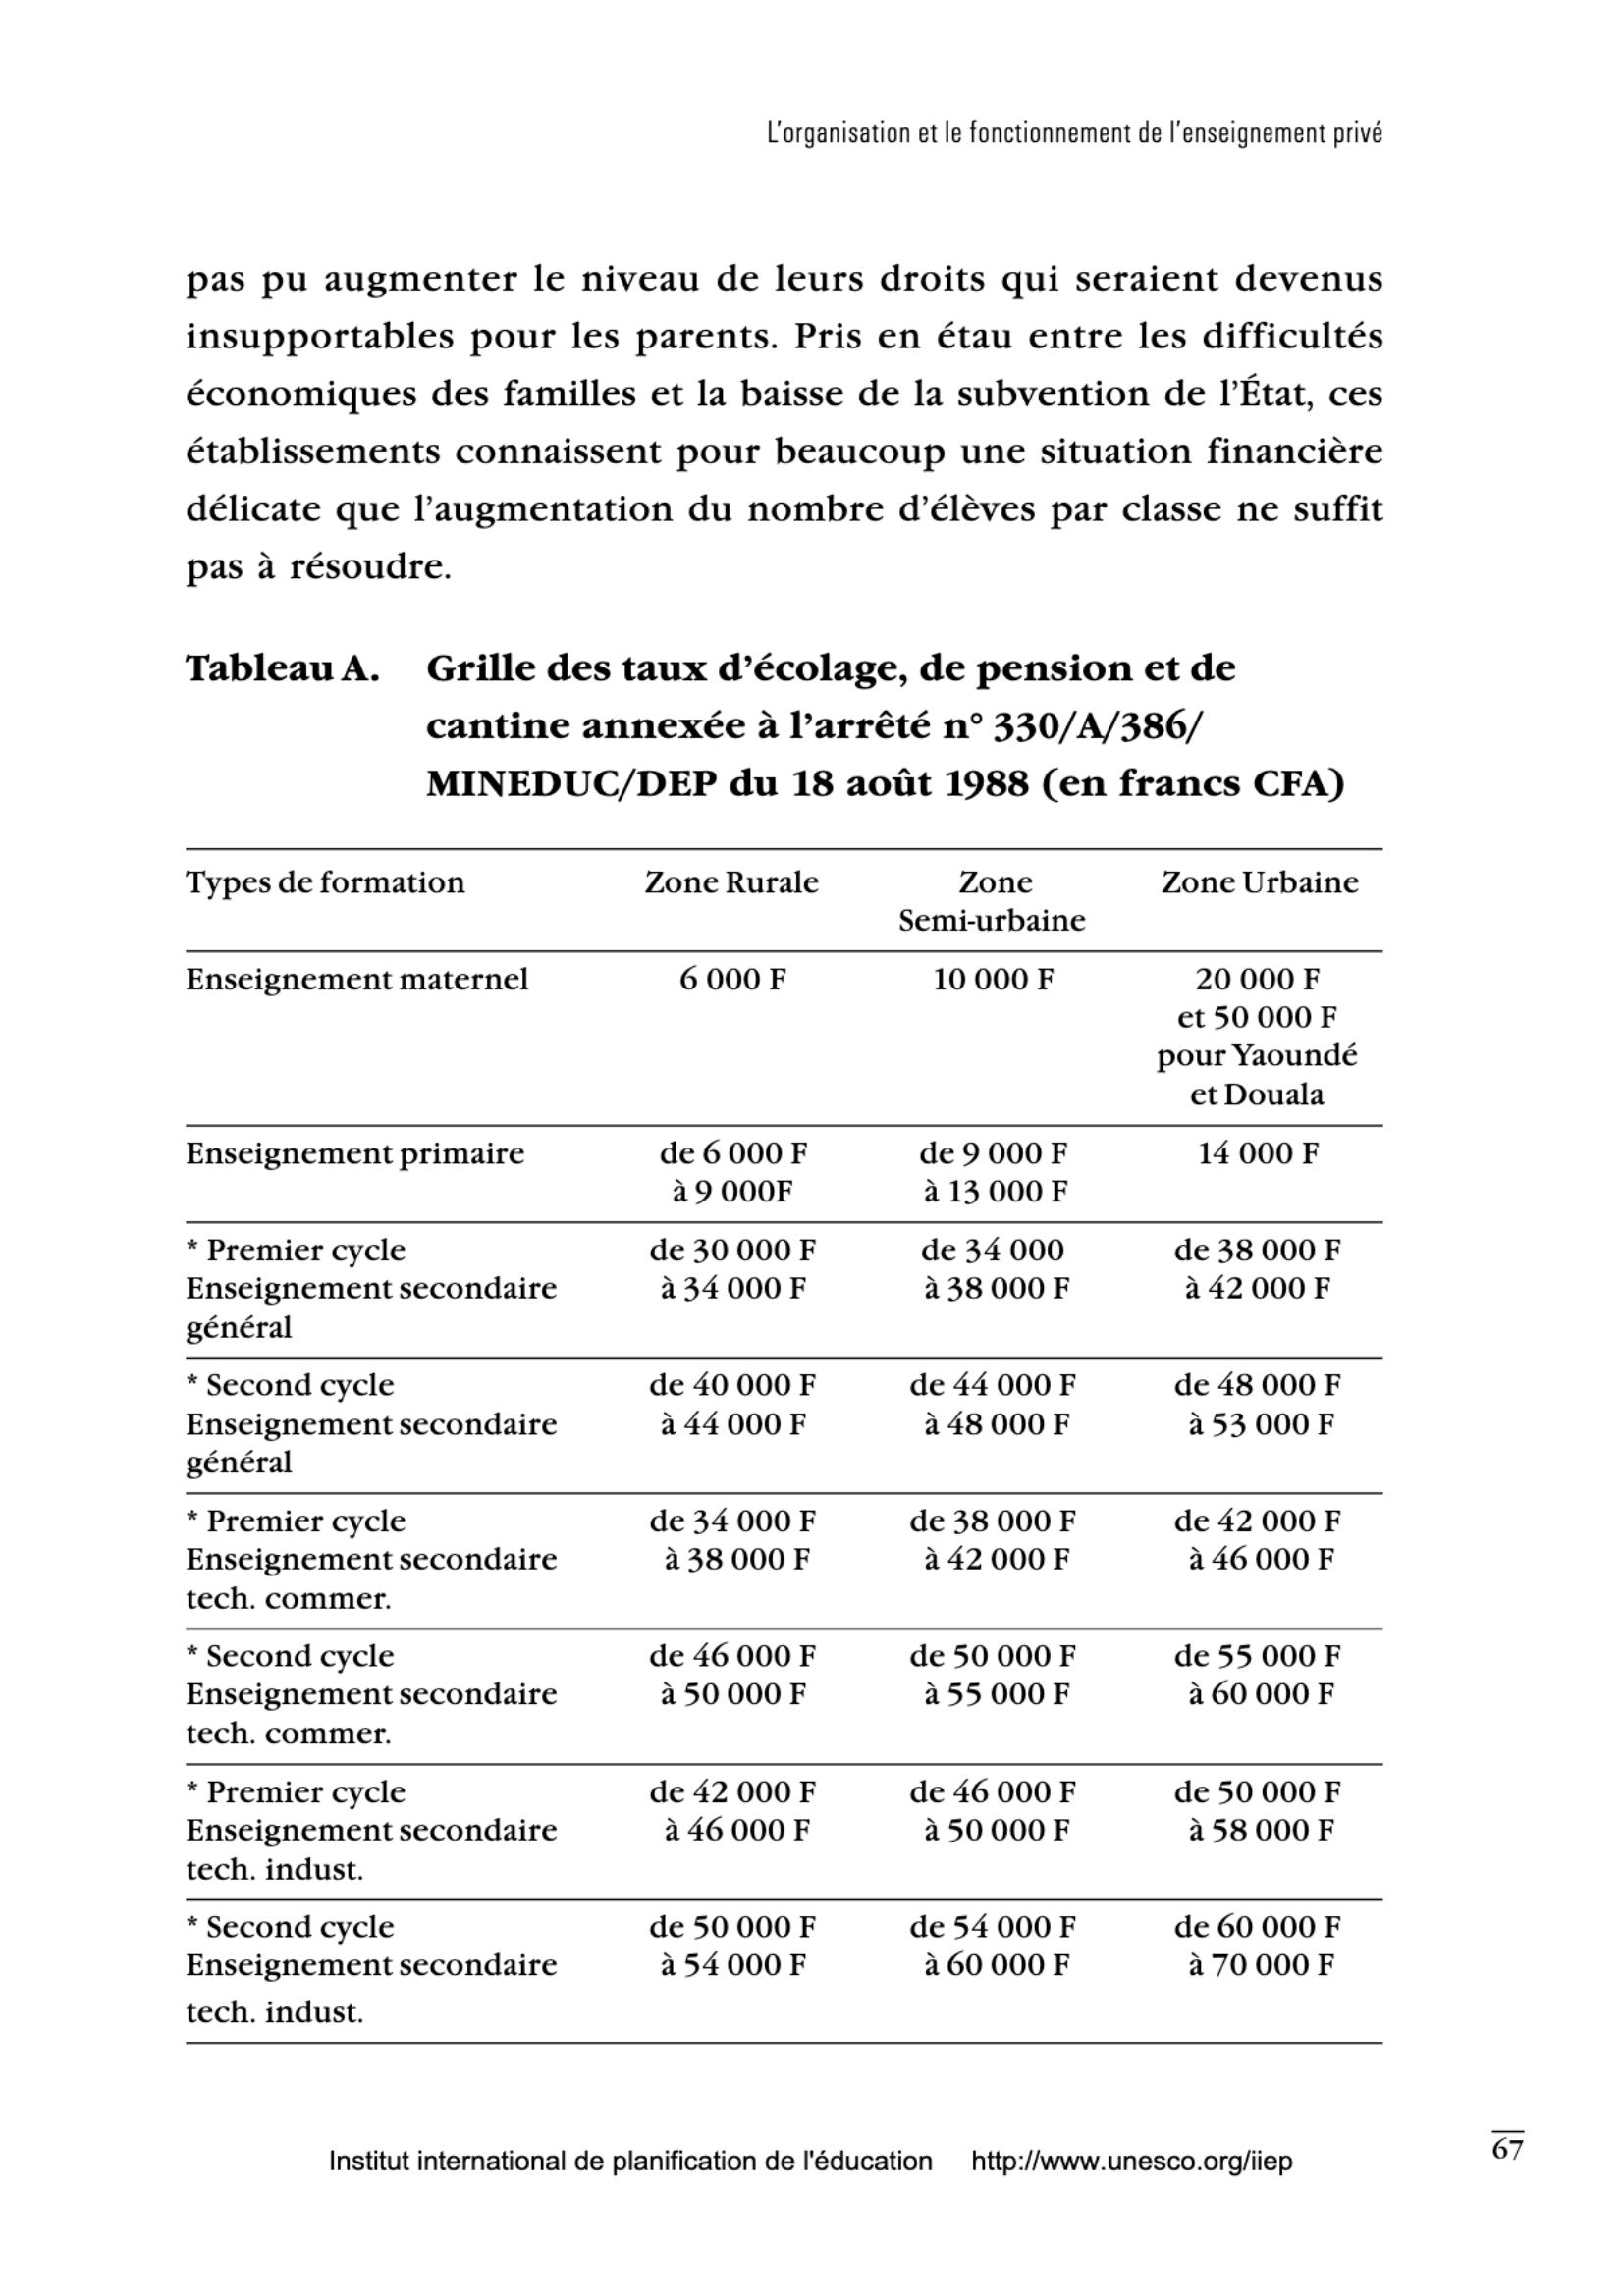 L'organisation et le fonctionnement de l'enseignement privé
pas pu augmenter le niveau de leurs droits qui seraient devenus
insupportables pour les parents. Pris en étau entre les difficultés
économiques des familles et la baisse de la subvention de l'État, ces
établissements connaissent pour beaucoup une situation financière
délicate que l'augmentation du nombre d'élèves par classe ne suffit
pas à résoudre.
Tableau A. Grille des taux d'écolage, de pension et de
cantine annexée à l'arrêté n° 330/A/386/
MINEDUC/DEP du 18 août 1988 (en francs CFA)
Types de formation Zone Rurale Zone Zone Urbaine
Semi-urbaine
Enseignement maternel 6 000 F 10 000 F 20 000 F
et 50 000 F
pour Yaoundé
et Douala
Enseignement primaire de 6 000 F de 9 000 F 14 000 F
à 9 000F à 13 000 F
* Premier cycle de 30 000 F de 34 000 de 38 000 F
Enseignement secondaire à 34 000 F à 38 000 F à 42 000 F
général
* Second cycle de 40 000 F de 44 000 F de 48 000 F
Enseignement secondaire à 44 000 F à 48 000 F à 53 000 F
général
* Premier cycle de 34 000 F de 38 000 F de 42 000 F
Enseignement secondaire à 38 000 F à 42 000 F à 46 000 F
tech. commer.
* Second cycle de 46 000 F de 50 000 F de 55 000 F
Enseignement secondaire à 50 000 F à 55 000 F à 60 000 F
tech. commer.
* Premier cycle de 42 000 F de 46 000 F de 50 000 F
Enseignement secondaire à 46 000 F à 50 000 F à 58 000 F
tech. indust.
* Second cycle de 50 000 F de 54 000 F de 60 000 F
Enseignement secondaire à 54 000 F à 60 000 F à 70 000 F
tech. indust.
67
Institut international de planification de l'éducation http://www.unesco.org/iiep